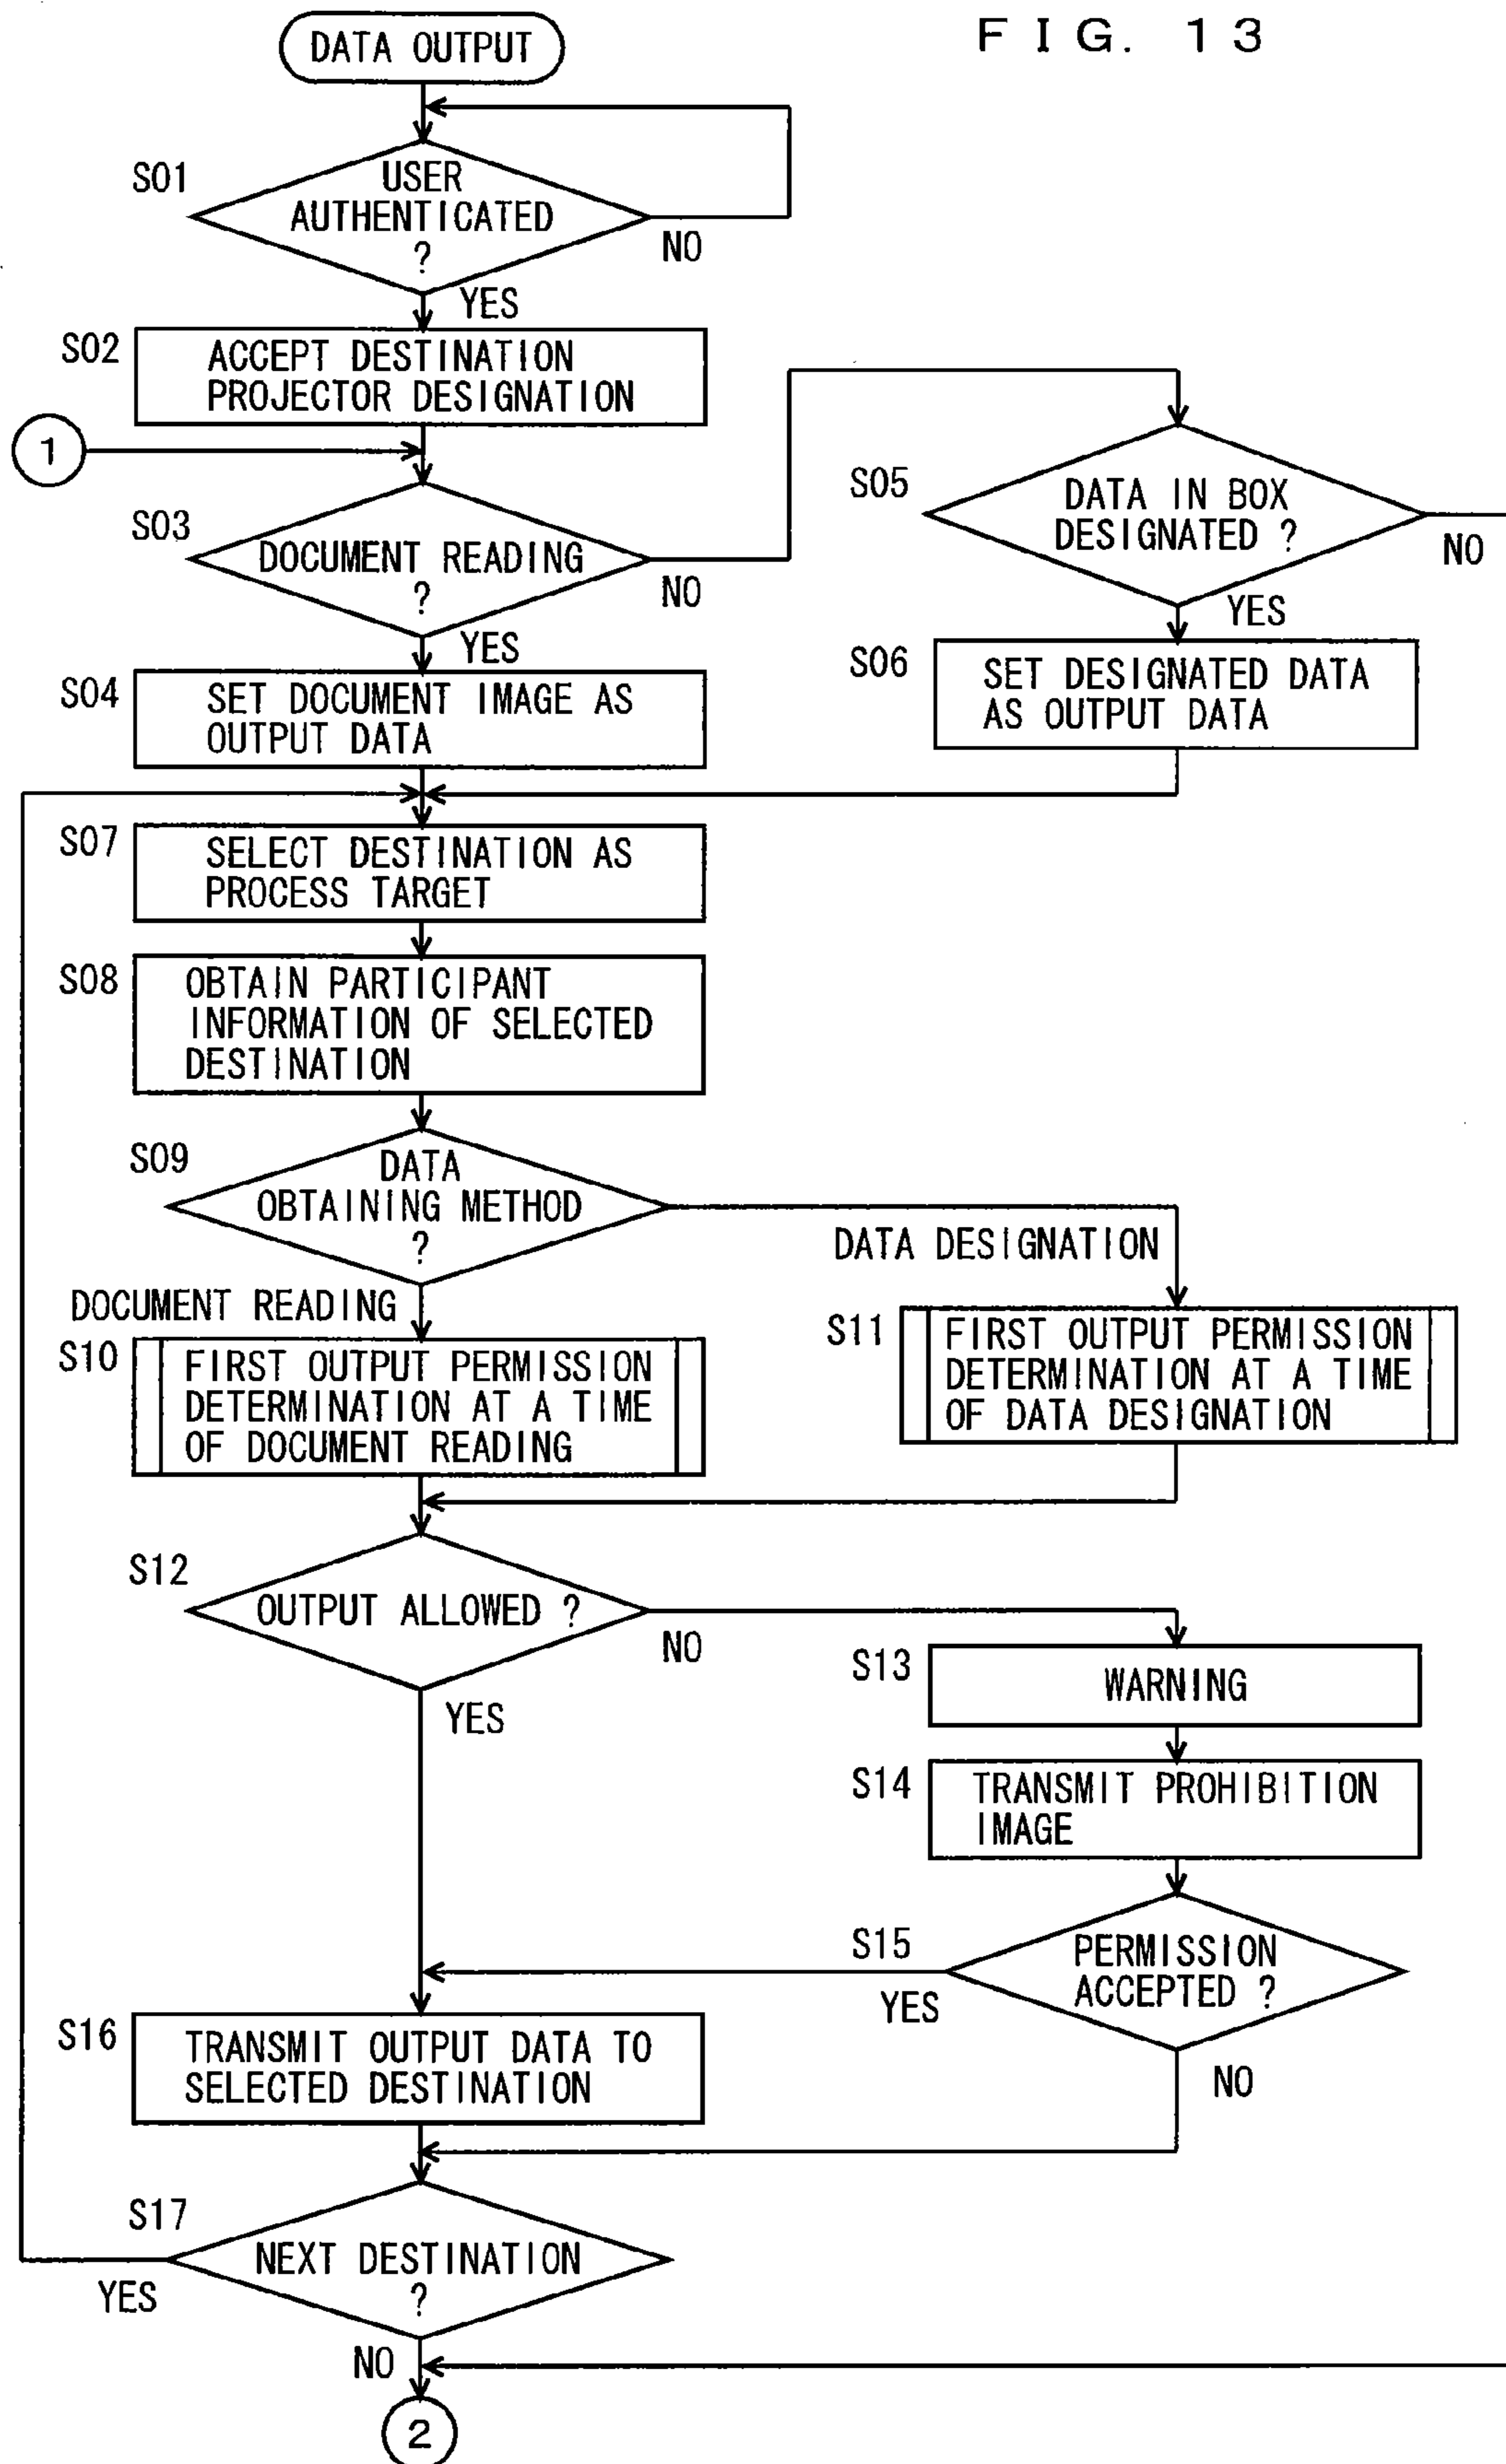 FIG. 13
DATA OUTPUT
S01
USER
AUTHENTICATED
?
NO
YES
S02
ACCEPT DESTINATION
PROJECTOR DESIGNATION
1
S03
DOCUMENT READING
?
NO
YES
S05
DATA IN BOX
DESIGNATED ?
NO
YES
S04
SET DOCUMENT IMAGE AS
OUTPUT DATA
S06
SET DESIGNATED DATA
AS OUTPUT DATA
S07
SELECT DESTINATION AS
PROCESS TARGET
S08
OBTAIN PARTICIPANT
INFORMATION OF SELECTED
DESTINATION
S09
DATA
OBTAINING METHOD
?
DATA DESIGNATION
DOCUMENT READING
S10
FIRST OUTPUT PERMISSION
DETERMINATION AT A TIME
OF DOCUMENT READING
S11
FIRST OUTPUT PERMISSION
DETERMINATION AT A TIME
OF DATA DESIGNATION
S12
OUTPUT ALLOWED ?
NO
YES
S13
WARNING
S14
TRANSMIT PROHIBITION
IMAGE
S15
PERMISSION
ACCEPTED ?
YES
NO
S16
TRANSMIT OUTPUT DATA TO
SELECTED DESTINATION
S17
NEXT DESTINATION
?
YES
NO
2